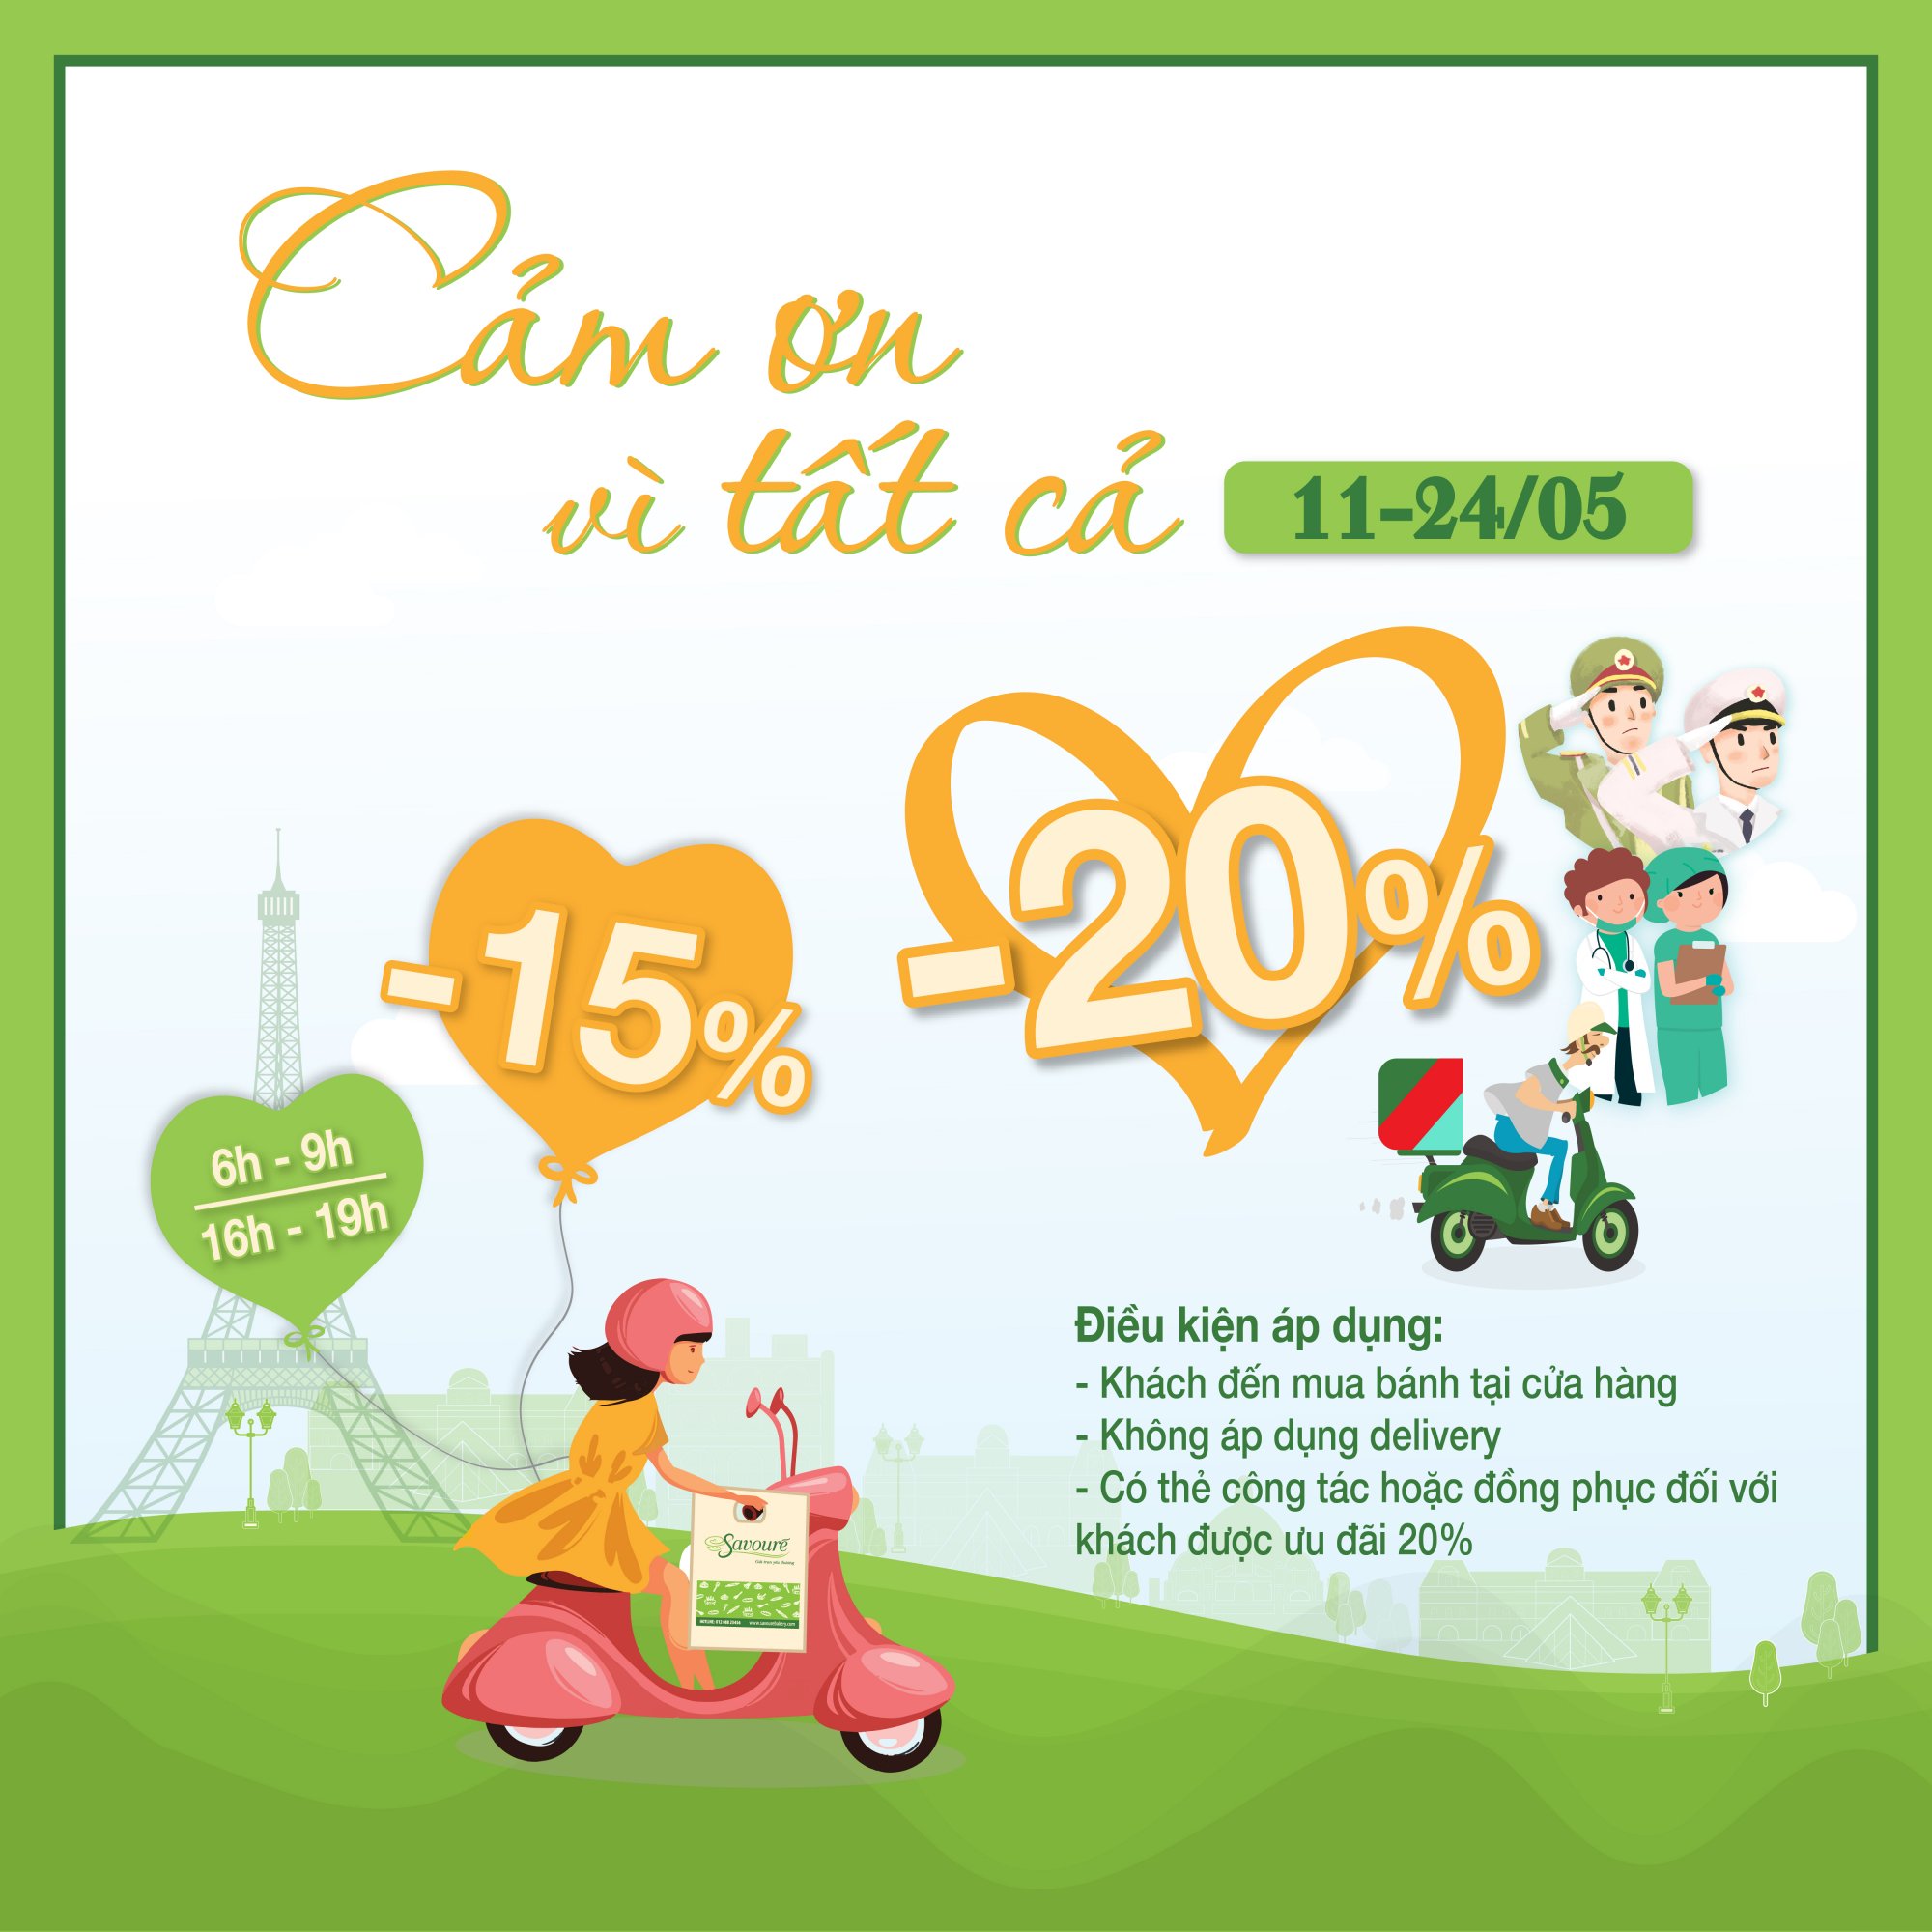 Cảm ơn
vì tất cả
11-24/05
-20%
-15%
6h - 9h
16h - 19h
Điều kiện áp dụng:
- Khách đến mua bánh tại cửa hàng
- Không áp dụng delivery
- Có thẻ công tác hoặc đồng phục đối với
khách được ưu đãi 20%
Savouré